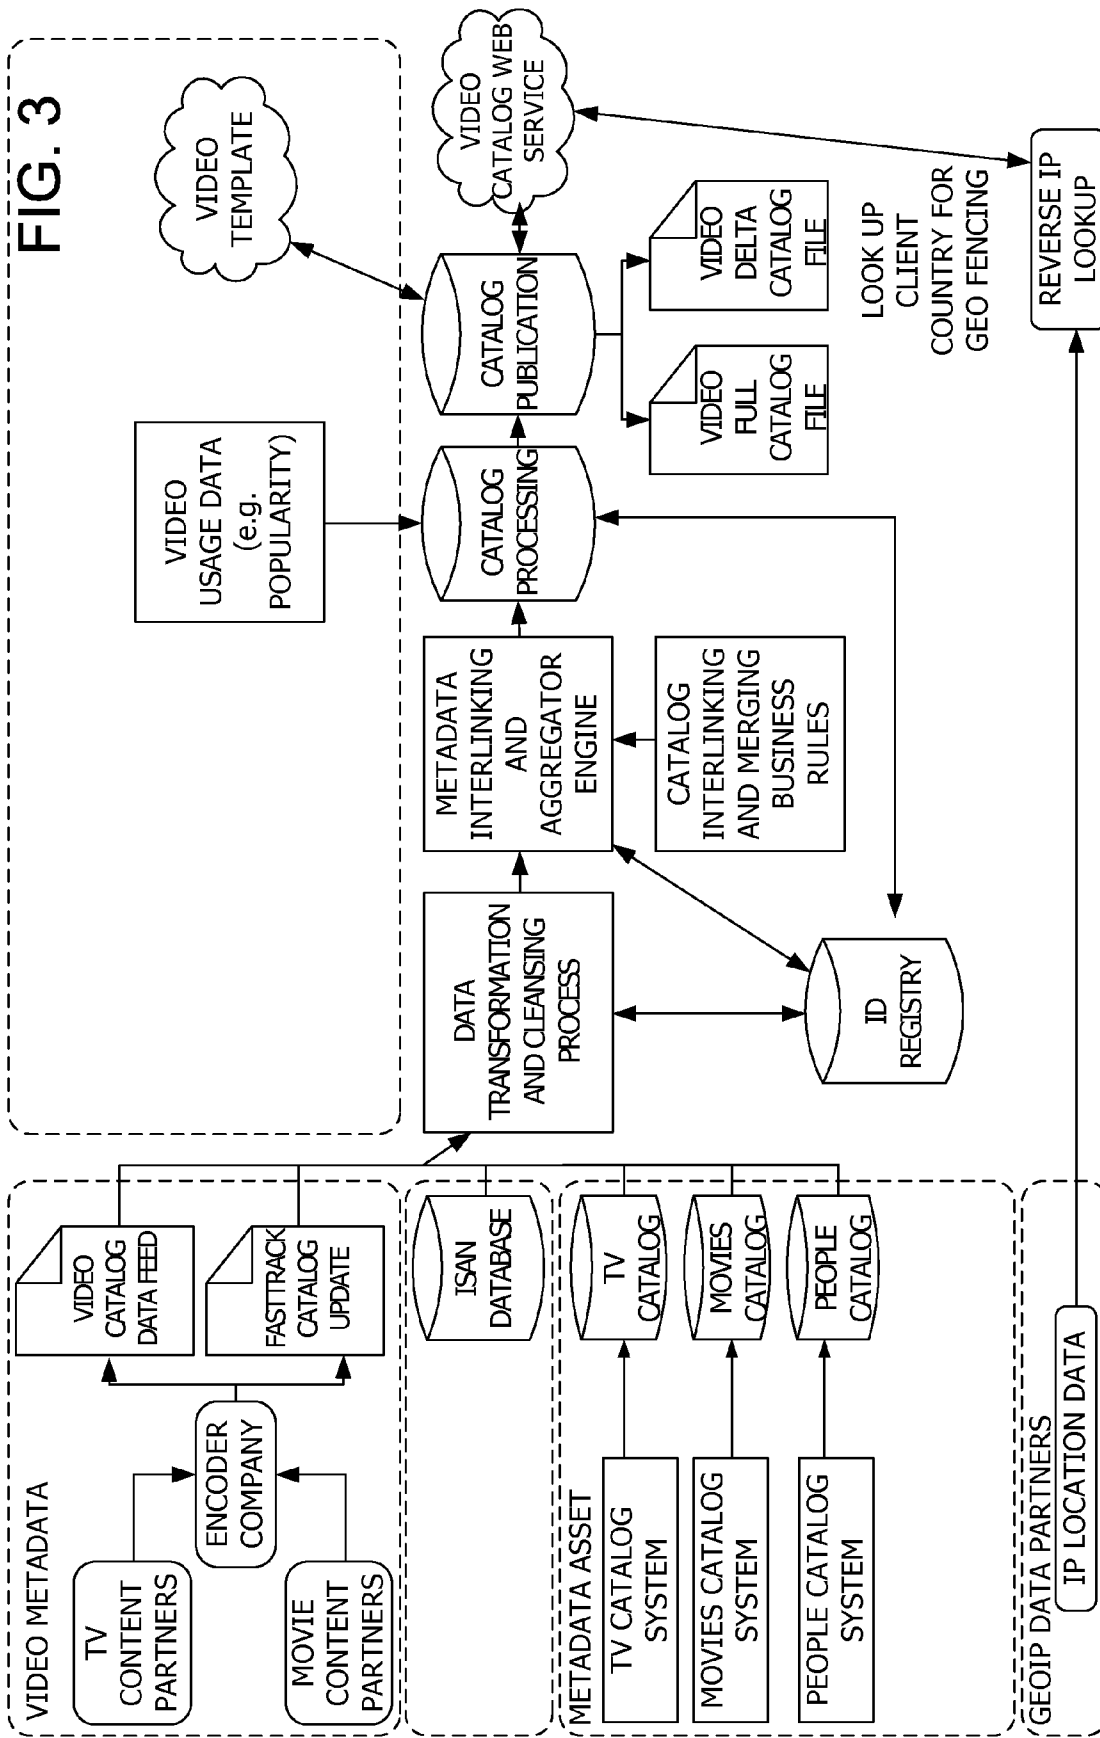 FIG. 3
VIDEO METADATA
TV
CONTENT
PARTNERS
MOVIE
CONTENT
PARTNERS
ENCODER
COMPANY
VIDEO
CATALOG
DATA FEED
FASTTRACK
CATALOG
UPDATE
ISAN
DATABASE
METADATA ASSET
TV CATALOG
SYSTEM
MOVIES CATALOG
SYSTEM
PEOPLE CATALOG
SYSTEM
TV
CATALOG
MOVIES
CATALOG
PEOPLE
CATALOG
GEOIP DATA PARTNERS
IP LOCATION DATA
DATA
TRANSFORMATION
AND CLEANSING
PROCESS
ID
REGISTRY
METADATA
INTERLINKING
AND
AGGREGATOR
ENGINE
CATALOG
INTERLINKING
AND MERGING
BUSINESS
RULES
VIDEO
USAGE DATA
(e.g.
POPULARITY)
CATALOG
PROCESSING
CATALOG
PUBLICATION
VIDEO
TEMPLATE
VIDEO
CATALOG WEB
SERVICE
VIDEO
FULL
CATALOG
FILE
VIDEO
DELTA
CATALOG
FILE
LOOK UP
CLIENT
COUNTRY FOR
GEO FENCING
REVERSE IP
LOOKUP